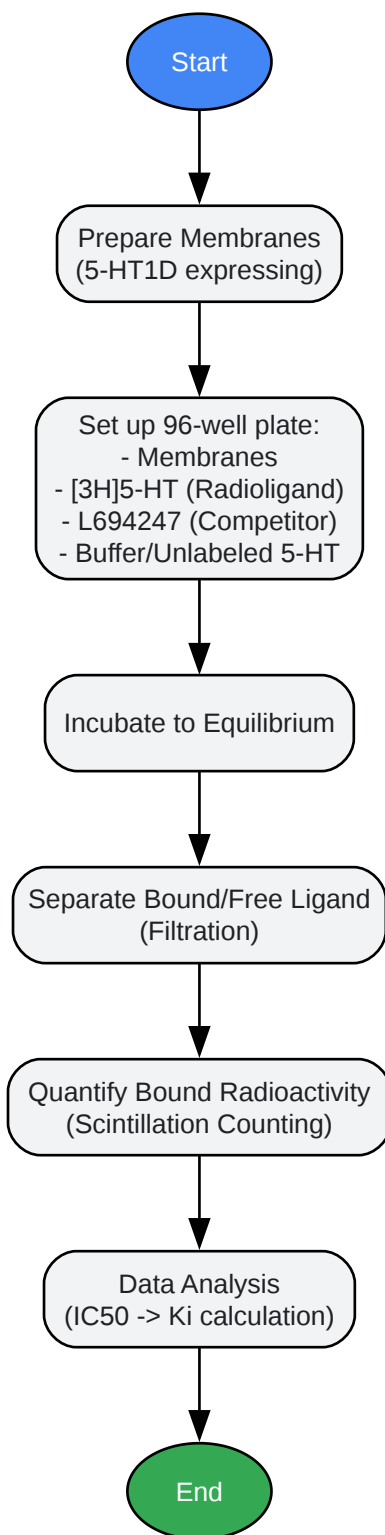 Start
Prepare Membranes
(5-HT1D expressing)
Set up 96-well plate:
- Membranes
- [3H]5-HT (Radioligand)
- L694247 (Competitor)
- Buffer/Unlabeled 5-HT
Incubate to Equilibrium
Separate Bound/Free Ligand
(Filtration)
Quantify Bound Radioactivity
(Scintillation Counting)
Data Analysis
(IC50 -> Ki calculation)
End